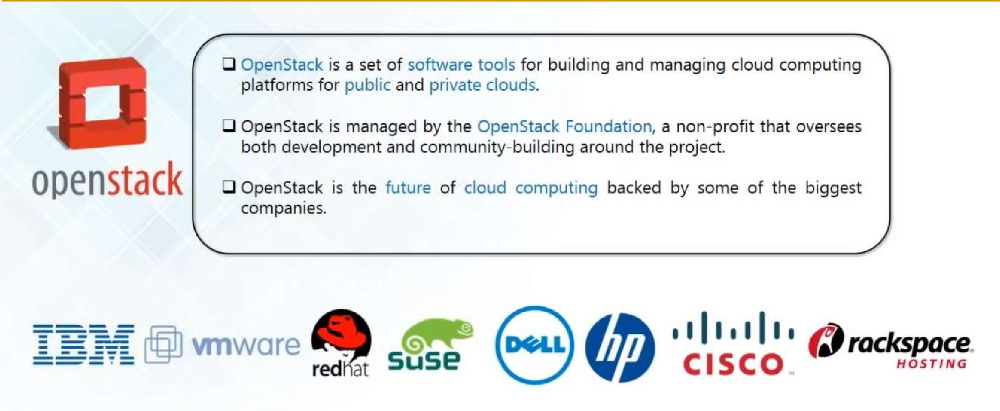 openstack
❑ OpenStack is a set of software tools for building and managing cloud computing
platforms for public and private clouds.
❑ OpenStack is managed by the OpenStack Foundation, a non-profit that oversees
both development and community-building around the project.
❑ OpenStack is the future of cloud computing backed by some of the biggest
companies.
IBM
vmware
redhat
suse
DELL
hp
CISCO™
rackspace®
HOSTING